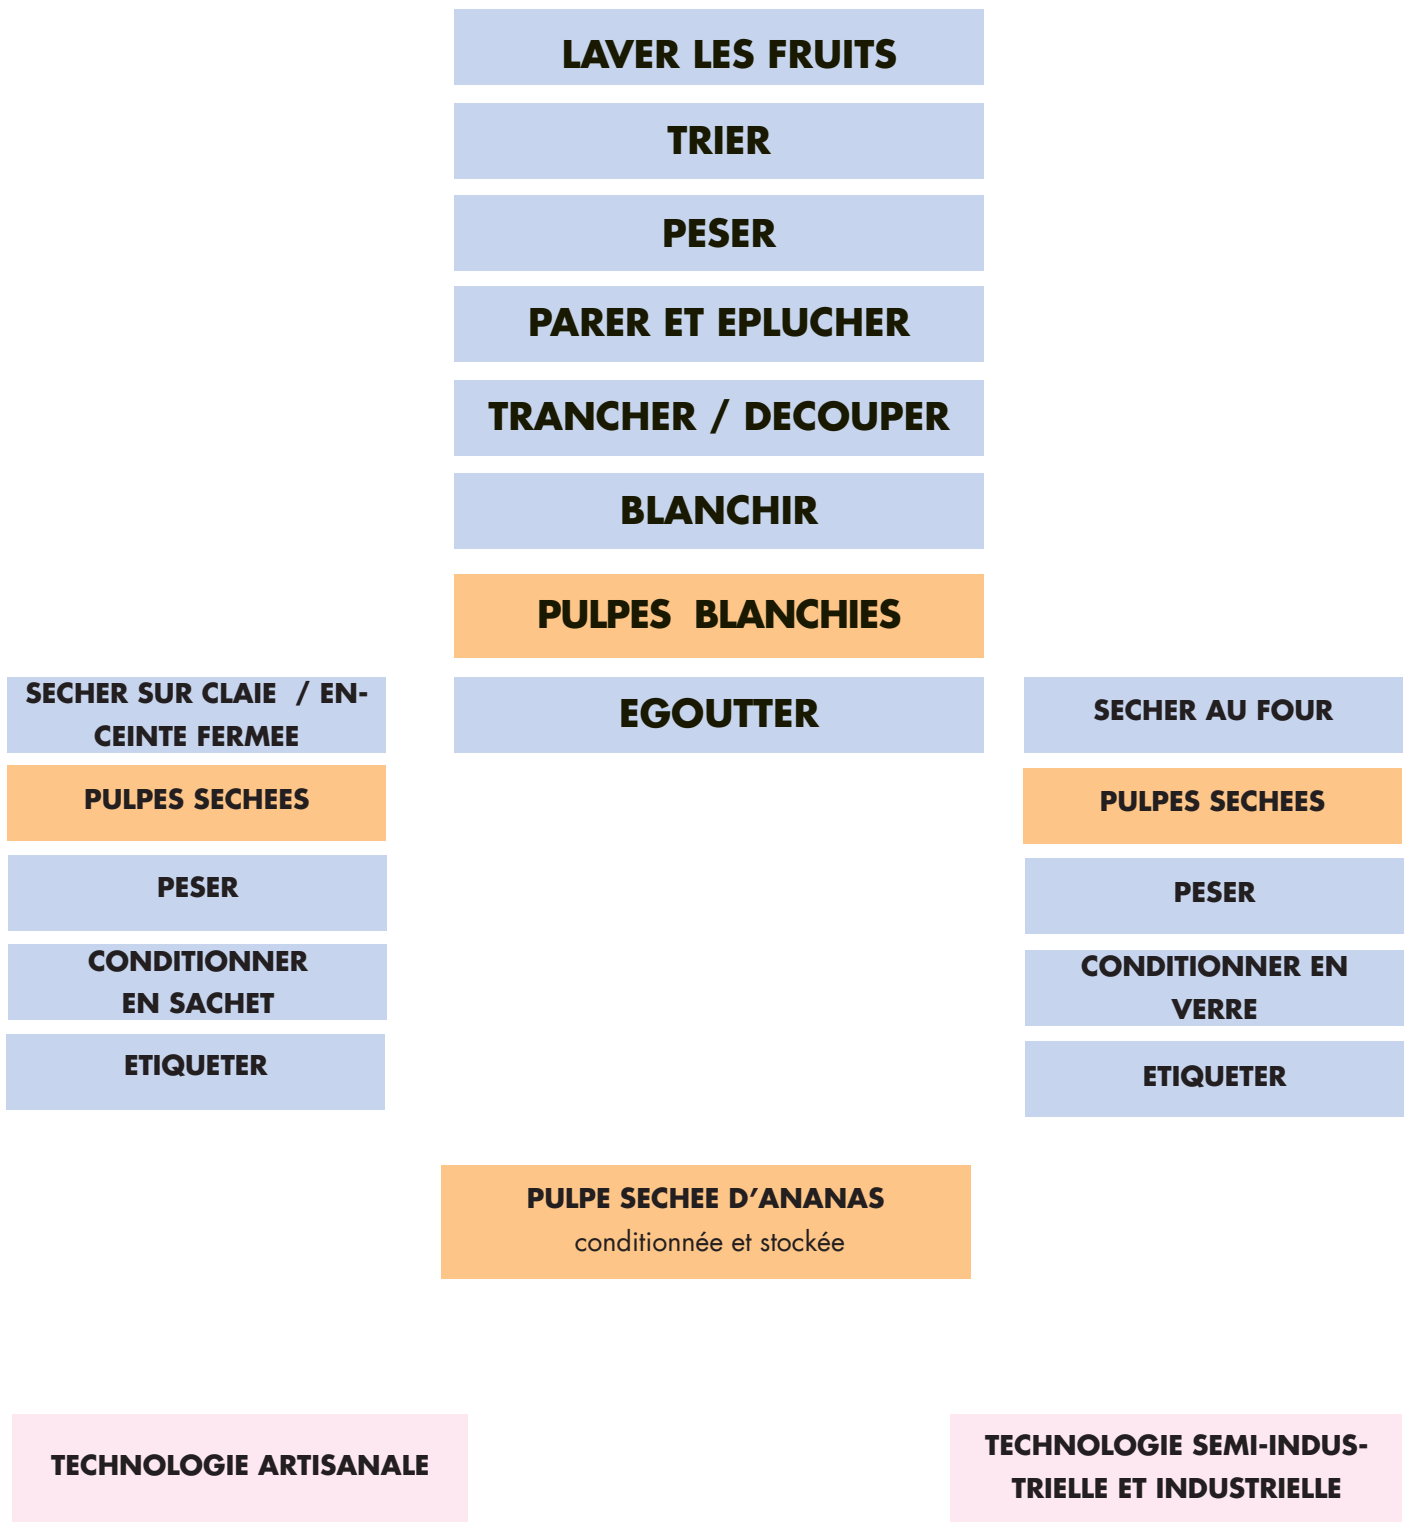 LAVER LES FRUITS
TRIER
PESER
PARER ET EPLUCHER
TRANCHER / DECOUPER
BLANCHIR
PULPES BLANCHIES
EGOUTTER
SECHER SUR CLAIE / EN-
CEINTE FERMEE
PULPES SECHEES
PESER
CONDITIONNER
EN SACHET
ETIQUETER
SECHER AU FOUR
PULPES SECHEES
PESER
CONDITIONNER EN
VERRE
ETIQUETER
PULPE SECHEE D’ANANAS
conditionnée et stockée
TECHNOLOGIE ARTISANALE
TECHNOLOGIE SEMI-INDUS-
TRIELLE ET INDUSTRIELLE